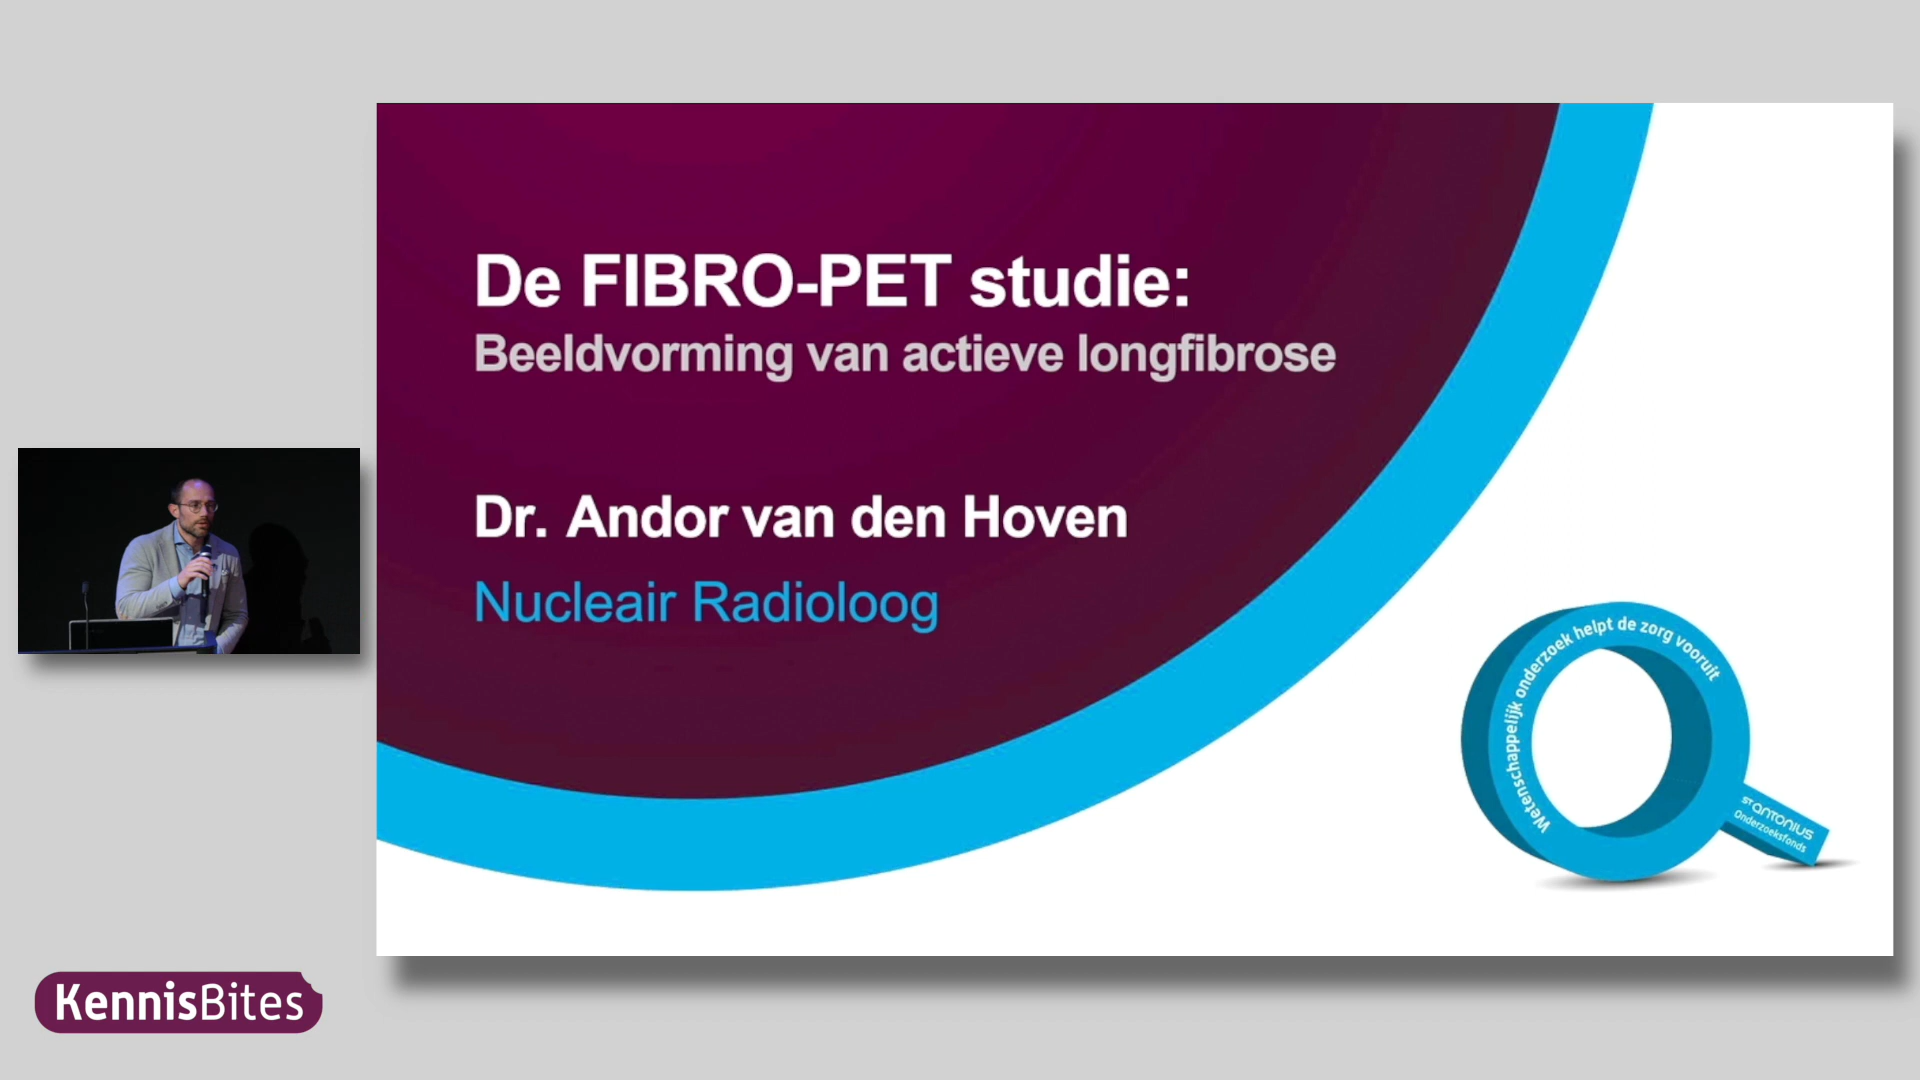 De FIBRO-PET studie:
Beeldvorming van actieve longfibrose
Dr. Andor van den Hoven
Nucleair Radioloog
Wetenschappelijk onderzoek helpt de zorg vooruit
ST ANTONIUS
Onderzoeksfonds
KennisBites